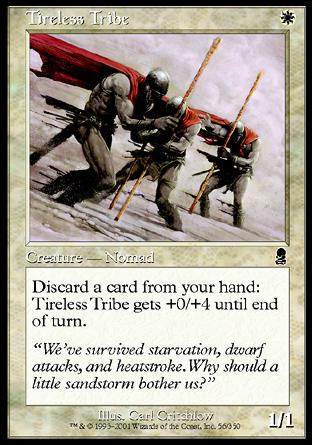 Tireless Tribe
Creature — Nomad
Discard a card from your hand:
Tireless Tribe gets +0/+4 until end
of turn.
“We’ve survived starvation, dwarf
attacks, and heatstroke. Why should a
little sandstorm bother us?”
Illus. Carl Critchlow
™ & © 1993–2001 Wizards of the Coast, Inc. 56/350
1/1